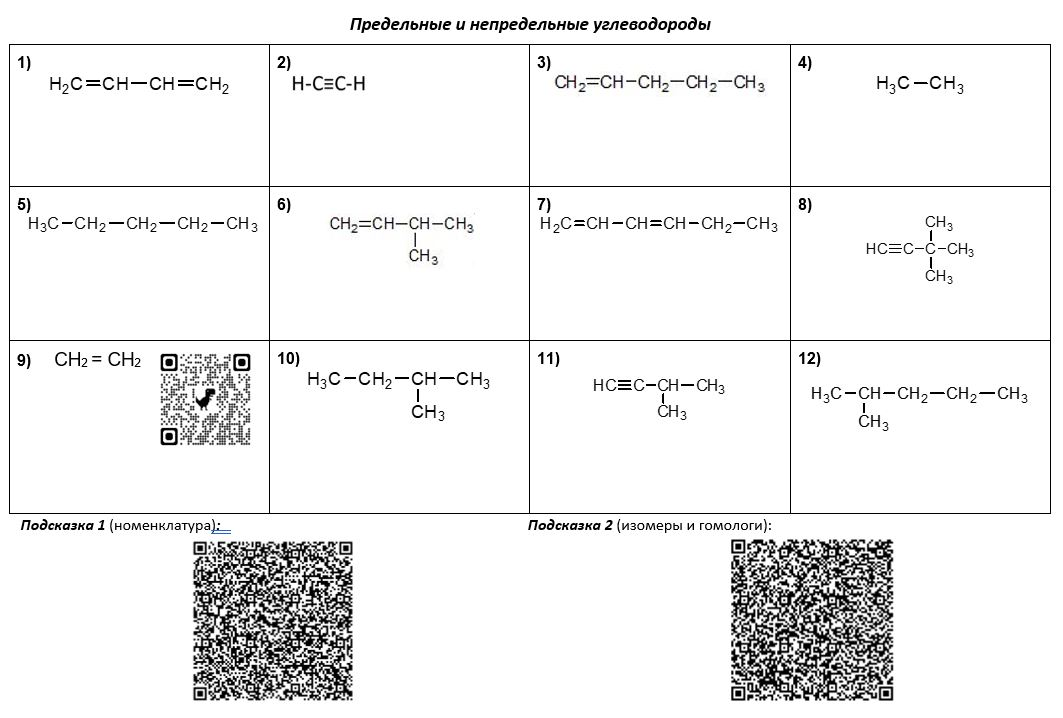 Предельные и непредельные углеводороды
1)
H₂C=CH—CH=CH₂
2)
H-C≡C-H
3)
CH₂=CH—CH₂—CH₂—CH₃
4)
H₃C—CH₃
5)
H₃C—CH₂—CH₂—CH₂—CH₃
6)
CH₂=CH—CH—CH₃
CH₃
7)
H₂C=CH—CH=CH—CH₂—CH₃
8)
CH₃
HC≡C—C—CH₃
CH₃
9) CH₂ = CH₂
10)
H₃C—CH₂—CH—CH₃
CH₃
11)
HC≡C—CH—CH₃
CH₃
12)
H₃C—CH—CH₂—CH₂—CH₃
CH₃
Подсказка 1 (номенклатура):
Подсказка 2 (изомеры и гомологи):